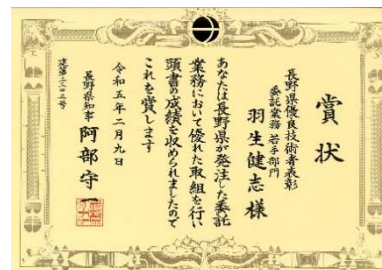 賞状
長野県優良技術者表彰
委託業務 若手部門
羽生健志 様
あなたは長野県が発注した委託
業務において優れた取組を行い
頭書の成績を収められましたので
これを賞します
令和五年二月九日
長野県知事 阿部守一